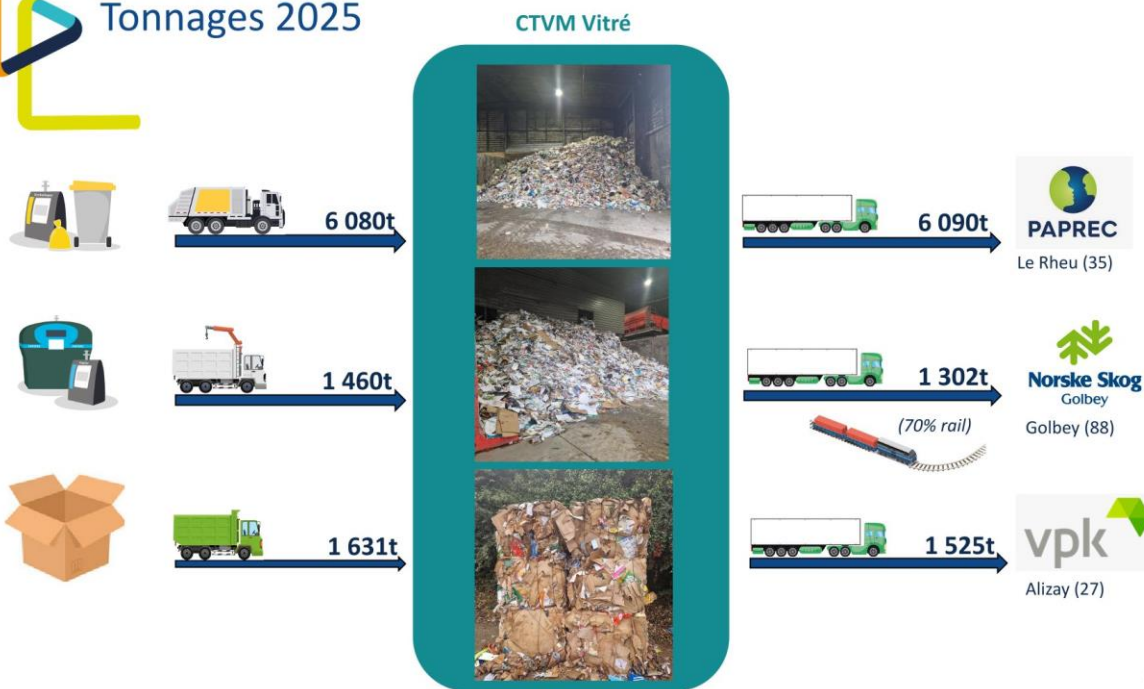 Tonnages 2025
CTVM Vitré
6 080t
6 090t
PAPREC
Le Rheu (35)
1 460t
1 302t
(70% rail)
Norske Skog
Golbey
Golbey (88)
1 631t
1 525t
vpk
Alizay (27)